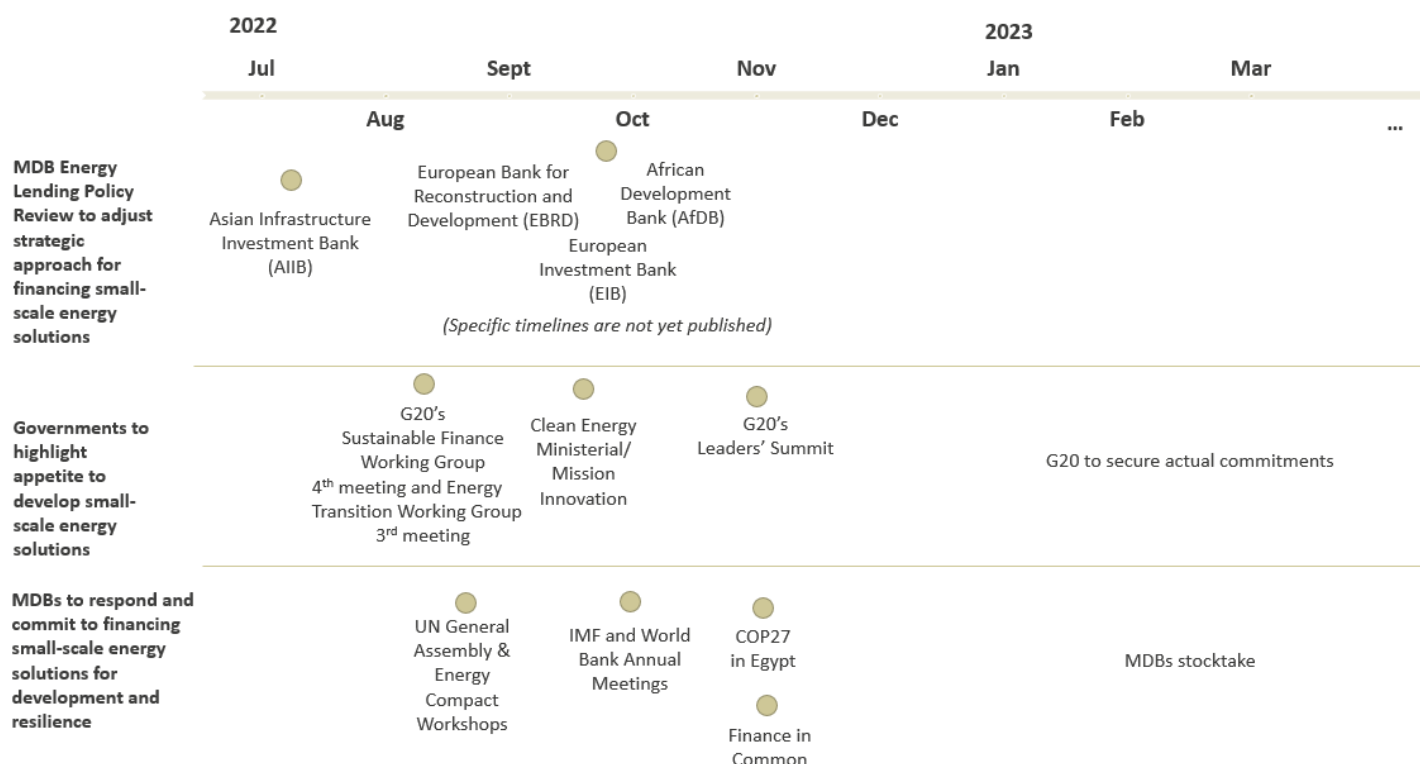 2022
2023
Jul
Sept
Nov
Jan
Mar
Aug
Oct
Dec
Feb
...
MDB Energy
Lending Policy
Review to adjust
strategic
approach for
financing small-
scale energy
solutions
Asian Infrastructure
Investment Bank
(AIIB)
European Bank for
Reconstruction and
Development (EBRD)
African
Development
Bank (AfDB)
European
Investment Bank
(EIB)
(Specific timelines are not yet published)
Governments to
highlight
appetite to
develop small-
scale energy
solutions
G20's
Sustainable Finance
Working Group
4th meeting and Energy
Transition Working Group
3rd meeting
Clean Energy
Ministerial/
Mission
Innovation
G20's
Leaders' Summit
G20 to secure actual commitments
MDBs to respond and
commit to financing
small-scale energy
solutions for
development and
resilience
UN General
Assembly &
Energy
Compact
Workshops
IMF and World
Bank Annual
Meetings
COP27
in Egypt
Finance in
Common
MDBs stocktake